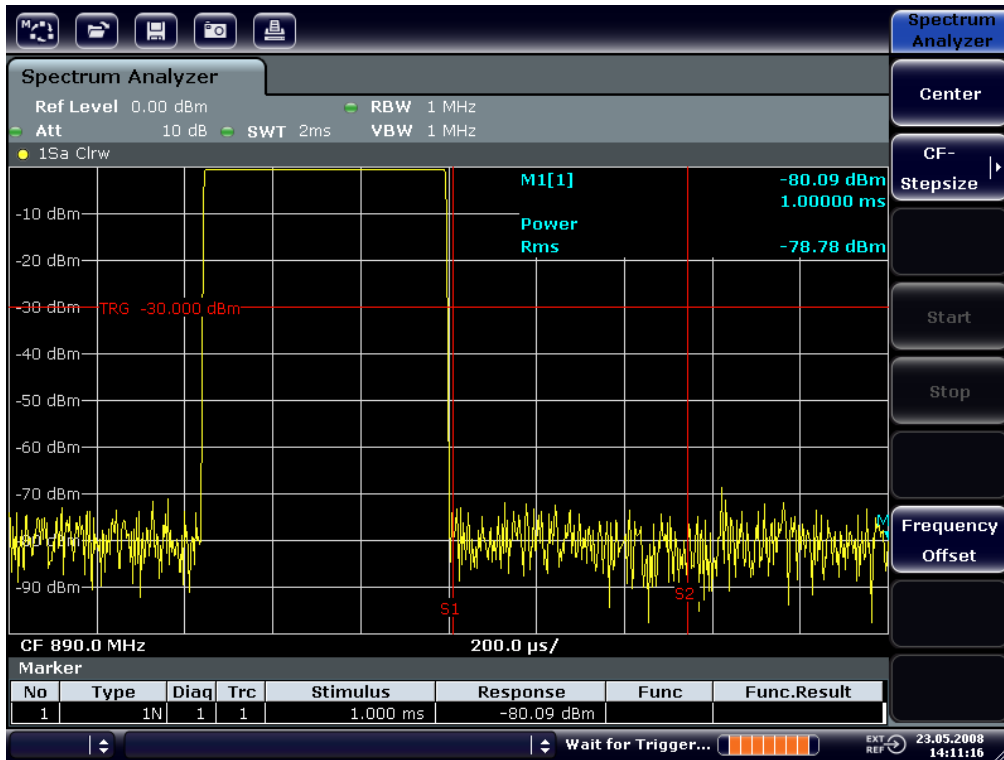 Spectrum
Analyzer
Spectrum Analyzer
Ref Level 0.00 dBm RBW 1 MHz
Att 10 dB SWT 2ms VBW 1 MHz
1Sa Clrw
M1[1] -80.09 dBm
1.00000 ms
Power
Rms -78.78 dBm
-10 dBm
-20 dBm
-30 dBm TRG -30.000 dBm
-40 dBm
-50 dBm
-60 dBm
-70 dBm
-80 dBm
-90 dBm
S1
S2
CF 890.0 MHz 200.0 µs/
Marker
No Type Diag Trc Stimulus Response Func Func.Result
1 1N 1 1 1.000 ms -80.09 dBm
Wait for Trigger... EXT REF 23.05.2008
14:11:16
Center
CF-
Stepsize
Start
Stop
Frequency
Offset